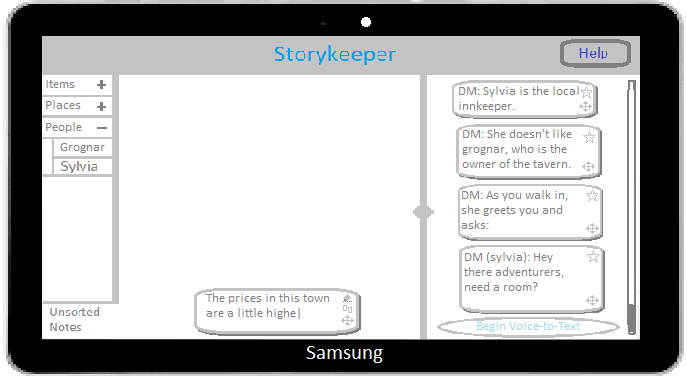 Storykeeper
Help
Items
Places
People
Grognar
Sylvia
Unsorted
Notes
The prices in this town
are a little highe
DM: Sylvia is the local
innkeeper.
DM: She doesn't like
grognar, who is the
owner of the tavern.
DM: As you walk in,
she greets you and
asks:
DM (sylvia): Hey
there adventurers,
need a room?
Begin Voice-to-Text
Samsung